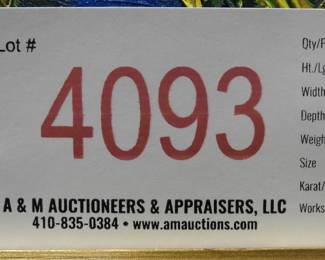 Lot #
4093
A & M AUCTIONEERS & APPRAISERS, LLC
410-835-0384 • www.amauctions.com
Qty/
Ht./
Width
Depth
Weigh
Size
Karat/
Works